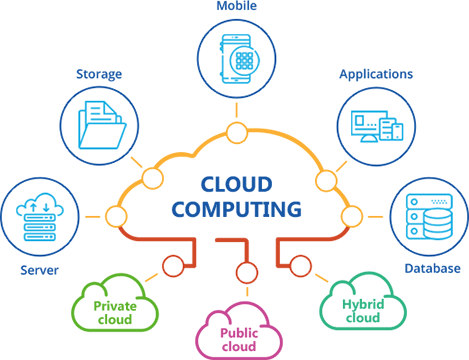 Mobile
Storage
Applications
CLOUD
COMPUTING
Server
Database
Private
cloud
Public
cloud
Hybrid
cloud